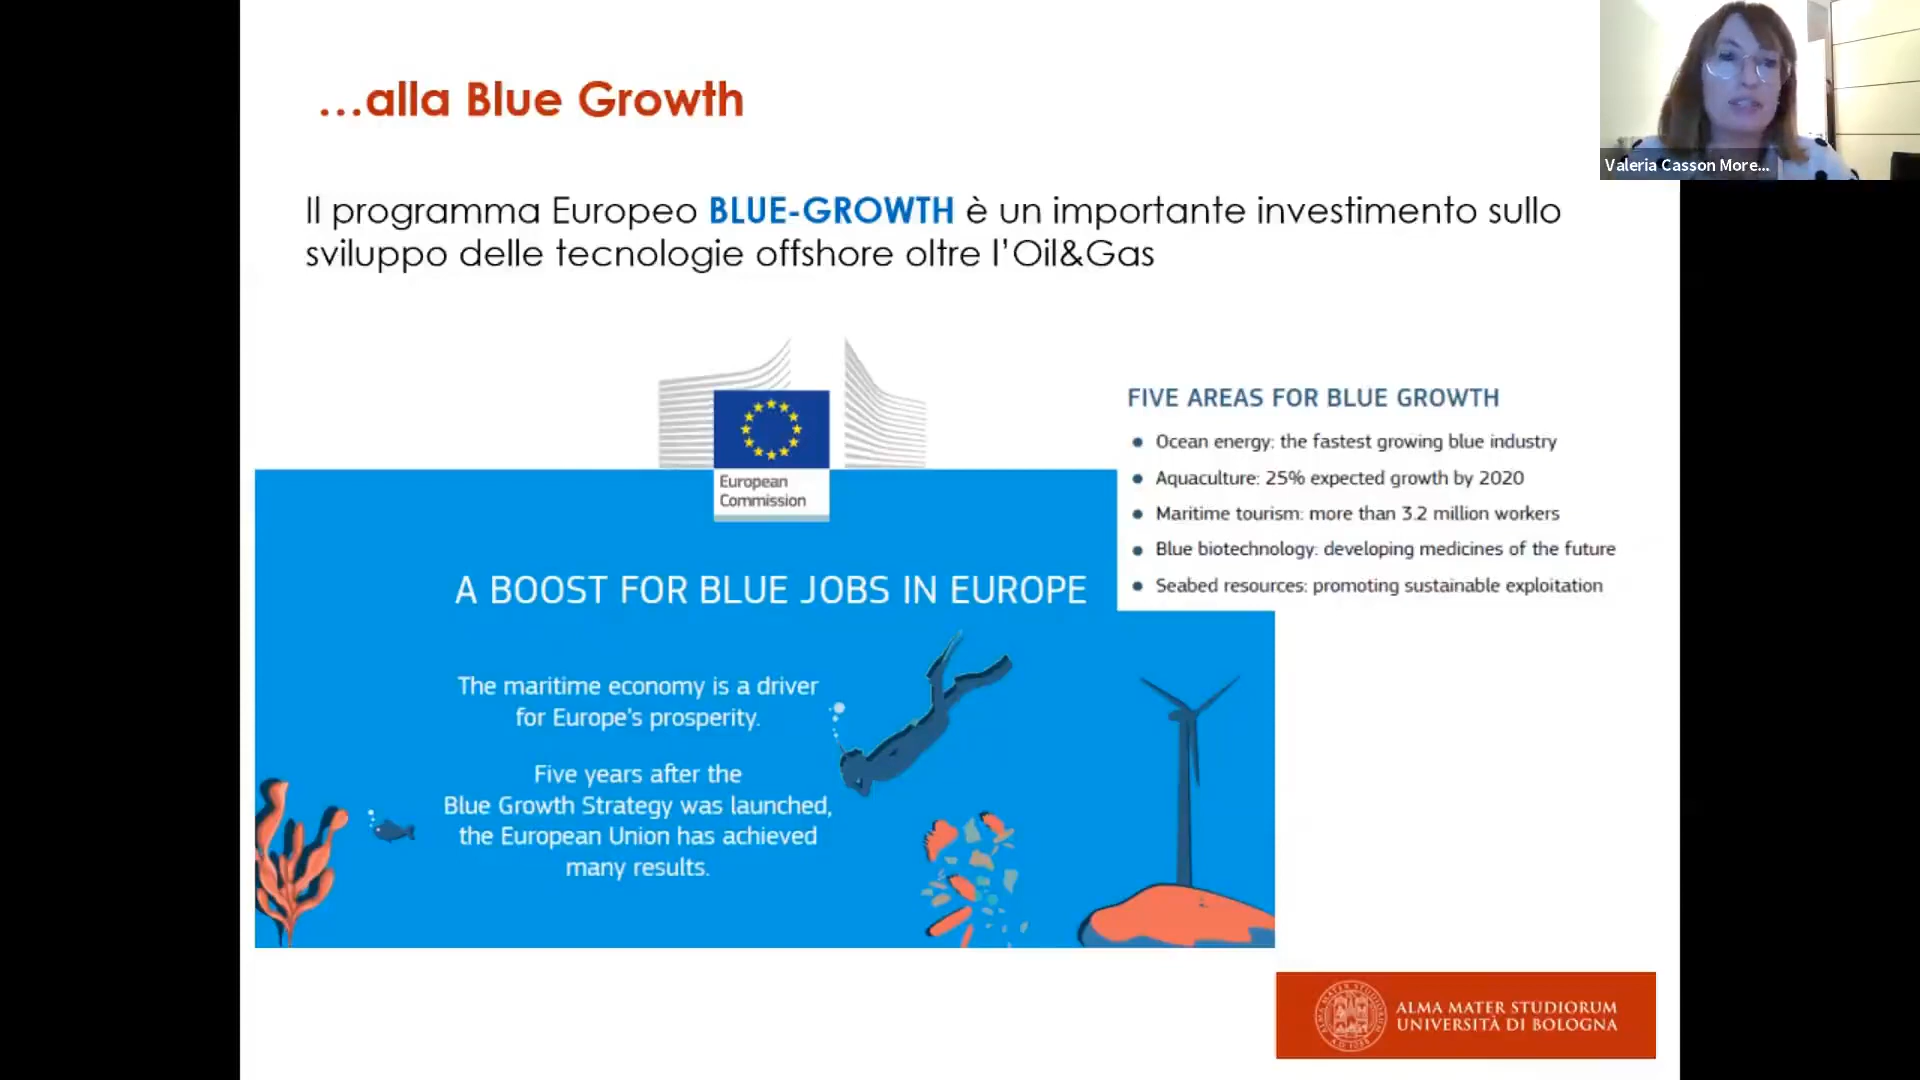 …alla Blue Growth
Valeria Casson More...
Il programma Europeo BLUE-GROWTH è un importante investimento sullo
sviluppo delle tecnologie offshore oltre l’Oil&Gas
European
Commission
FIVE AREAS FOR BLUE GROWTH
• Ocean energy: the fastest growing blue industry
• Aquaculture: 25% expected growth by 2020
• Maritime tourism: more than 3.2 million workers
• Blue biotechnology: developing medicines of the future
• Seabed resources: promoting sustainable exploitation
A BOOST FOR BLUE JOBS IN EUROPE
The maritime economy is a driver
for Europe's prosperity.
Five years after the
Blue Growth Strategy was launched,
the European Union has achieved
many results.
ALMA MATER STUDIORUM
UNIVERSITÀ DI BOLOGNA